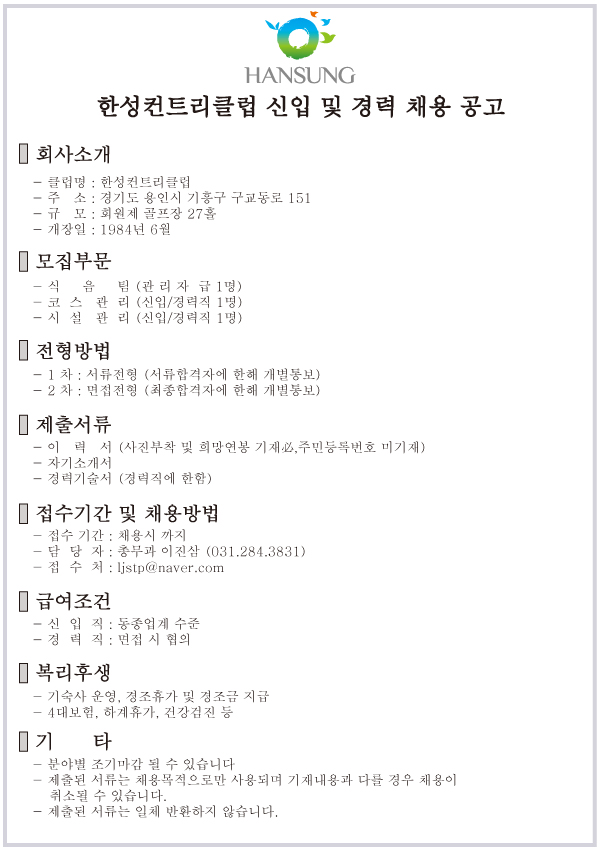 HANSUNG
한성컨트리클럽 신입 및 경력 채용 공고
회사소개
- 클럽명 : 한성컨트리클럽
- 주 소 : 경기도 용인시 기흥구 구교동로 151
- 규 모 : 회원제 골프장 27홀
- 개장일 : 1984년 6월
모집부문
- 식 음 팀 (관 리 자 급 1명)
- 코 스 관 리 (신임/경력직 1명)
- 시 설 관 리 (신입/경력직 1명)
전형방법
- 1 차 : 서류전형 (서류합격자에 한해 개별통보)
- 2 차 : 면접전형 (최종합격자에 한해 개별통보)
제출서류
- 이 력 서 (사진부착 및 희망연봉 기재必,주민등록번호 미기재)
- 자기소개서
- 경력기술서 (경력직에 한함)
접수기간 및 채용방법
- 접수 기간 : 채용시 까지
- 담 당 자 : 총무과 이진삼 (031.284.3831)
- 접 수 처 : ljstp@naver.com
급여조건
- 신 입 직 : 동종업계 수준
- 경 력 직 : 면접 시 협의
복리후생
- 기숙사 운영, 경조휴가 및 경조금 지급
- 4대보험, 하계휴가, 건강검진 등
기 타
- 분야별 조기마감 될 수 있습니다
- 제출된 서류는 채용목적으로만 사용되며 기재내용과 다를 경우 채용이
취소될 수 있습니다.
- 제출된 서류는 일체 반환하지 않습니다.